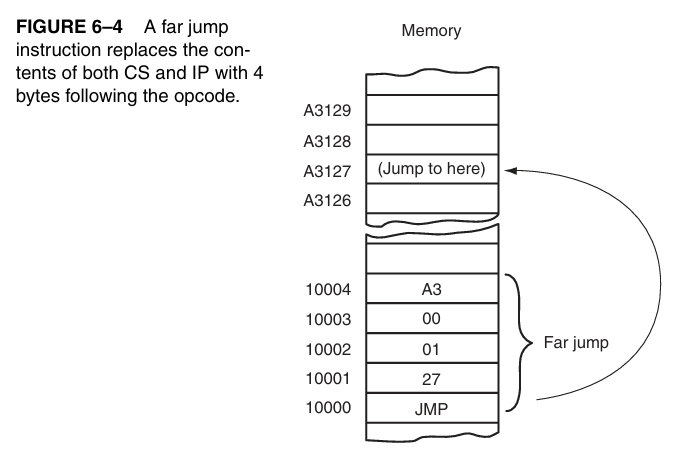 FIGURE 6–4 A far jump
instruction replaces the con-
tents of both CS and IP with 4
bytes following the opcode.
Memory
A3129
A3128
A3127 (Jump to here)
A3126
10004 A3
10003 00
10002 01
10001 27
10000 JMP
Far jump